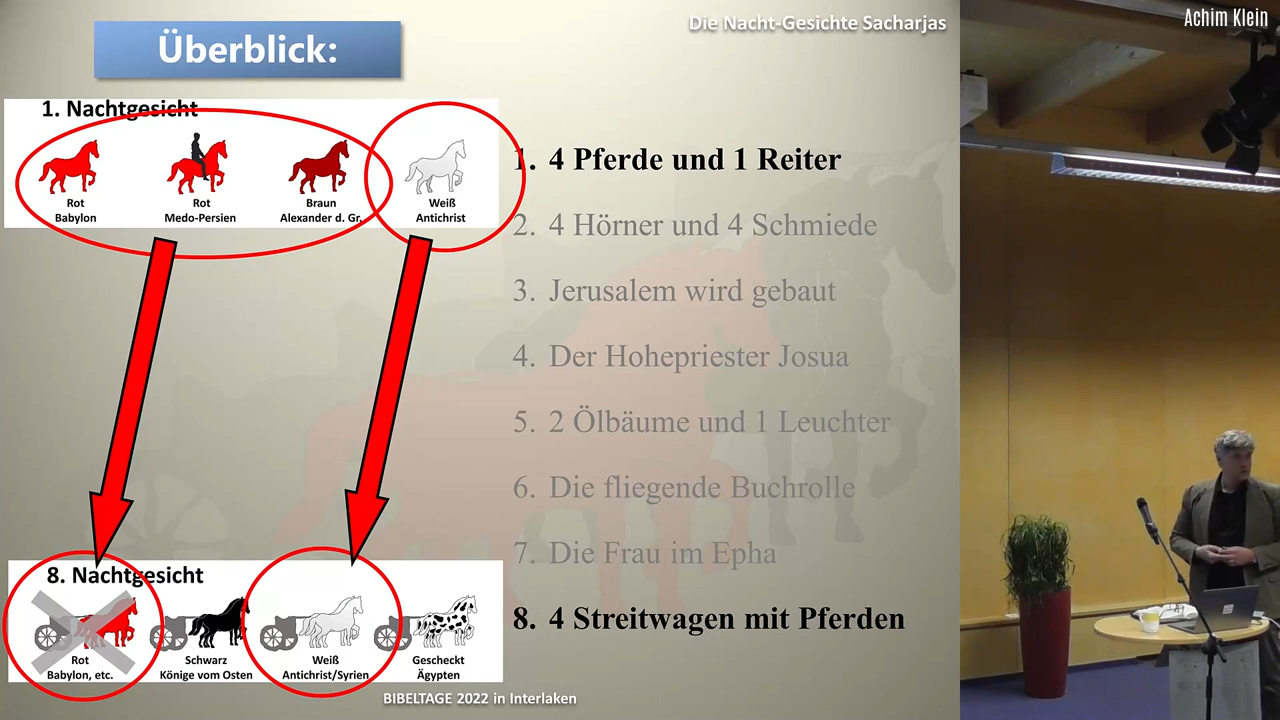 Die Nacht-Gesichte Sacharjas
Achim Klein
Überblick:
1. Nachtgesicht
Rot
Babylon
Rot
Medo-Persien
Braun
Alexander d. Gr.
Weiß
Antichrist
1. 4 Pferde und 1 Reiter
2. 4 Hörner und 4 Schmiede
3. Jerusalem wird gebaut
4. Der Hohepriester Josua
5. 2 Ölbäume und 1 Leuchter
6. Die fliegende Buchrolle
7. Die Frau im Epha
8. 4 Streitwagen mit Pferden
8. Nachtgesicht
Rot
Babylon, etc.
Schwarz
Könige vom Osten
Weiß
Antichrist/Syrien
Gescheckt
Ägypten
BIBELTAGE 2022 in Interlaken